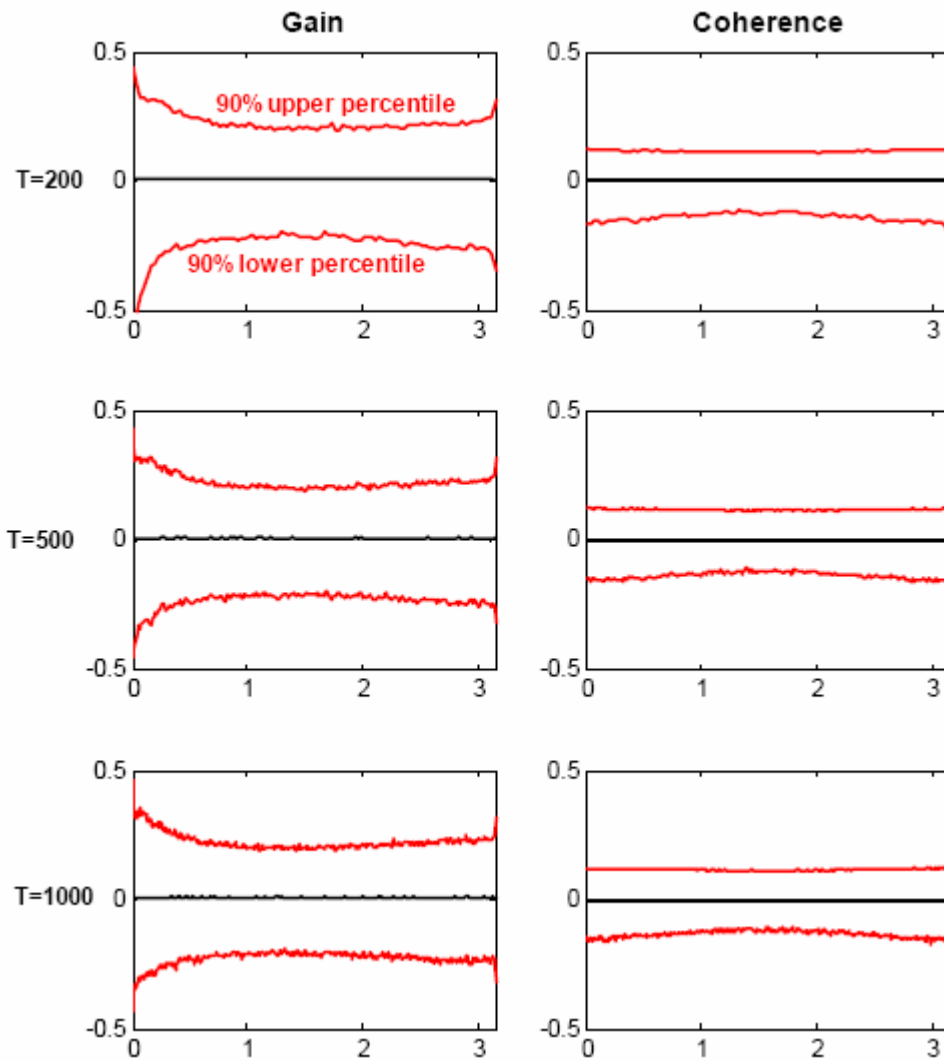 Gain Coherence
0.5 0.5
90% upper percentile
T=200 0 0
90% lower percentile
-0.5 -0.5
0 1 2 3 0 1 2 3
0.5 0.5
T=500 0 0
-0.5 -0.5
0 1 2 3 0 1 2 3
0.5 0.5
T=1000 0 0
-0.5 -0.5
0 1 2 3 0 1 2 3